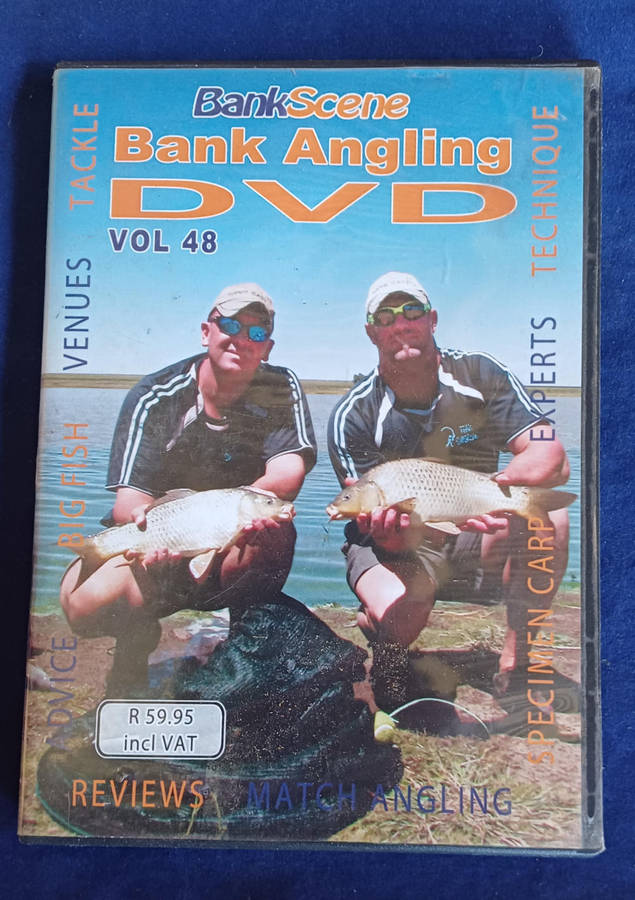 BankScene
Bank Angling
DVD
VOL 48
TACKLE
VENUES
BIG FISH
ADVICE
TECHNIQUE
EXPERTS
SPECIMEN CARP
R 59.95
incl VAT
REVIEWS
MATCH ANGLING